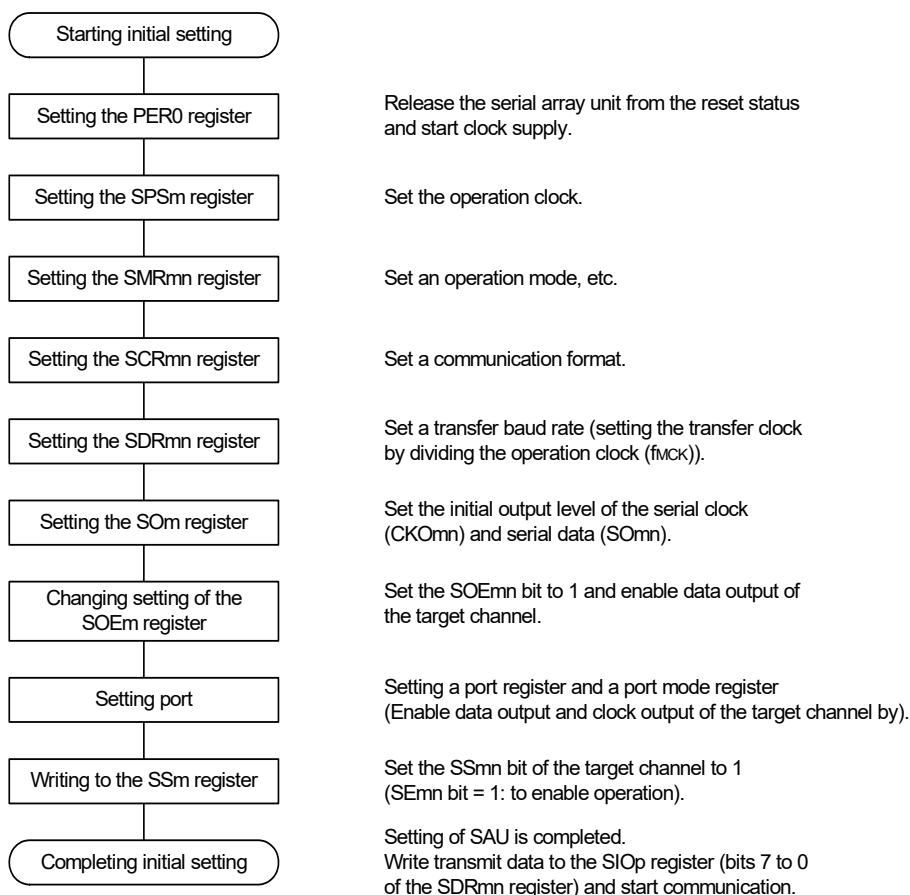 Starting initial setting
Setting the PER0 register
Release the serial array unit from the reset status
and start clock supply.
Setting the SPSm register
Set the operation clock.
Setting the SMRmn register
Set an operation mode, etc.
Setting the SCRmn register
Set a communication format.
Setting the SDRmn register
Set a transfer baud rate (setting the transfer clock
by dividing the operation clock (fMCK)).
Setting the SOm register
Set the initial output level of the serial clock
(CKOmn) and serial data (SOmn).
Changing setting of the
SOEm register
Set the SOEmn bit to 1 and enable data output of
the target channel.
Setting port
Setting a port register and a port mode register
(Enable data output and clock output of the target channel by).
Writing to the SSm register
Set the SSmn bit of the target channel to 1
(SEmn bit = 1: to enable operation).
Completing initial setting
Setting of SAU is completed.
Write transmit data to the SIOp register (bits 7 to 0
of the SDRmn register) and start communication.